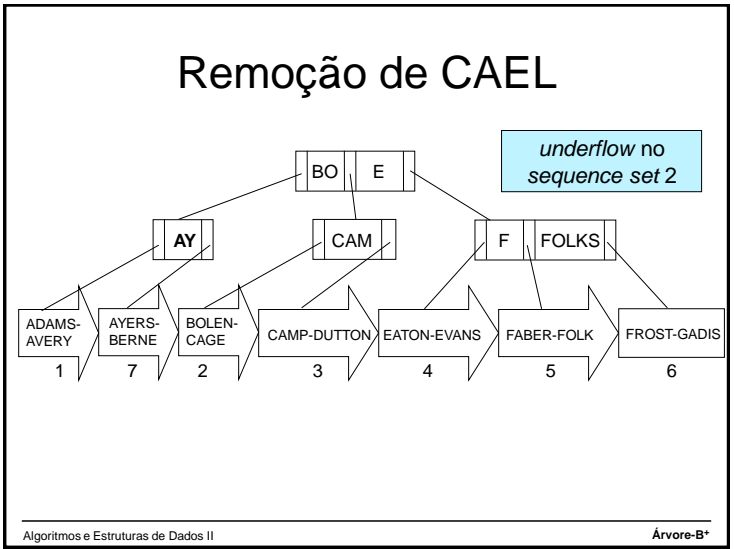 Remoção de CAEL
underflow no
sequence set 2
BO E
AY
CAM
F FOLKS
ADAMS-
AVERY
AYERS-
BERNE
BOLEN-
CAGE
CAMP-DUTTON
EATON-EVANS
FABER-FOLK
FROST-GADIS
1 7 2 3 4 5 6
Algoritmos e Estruturas de Dados II
Árvore-B+